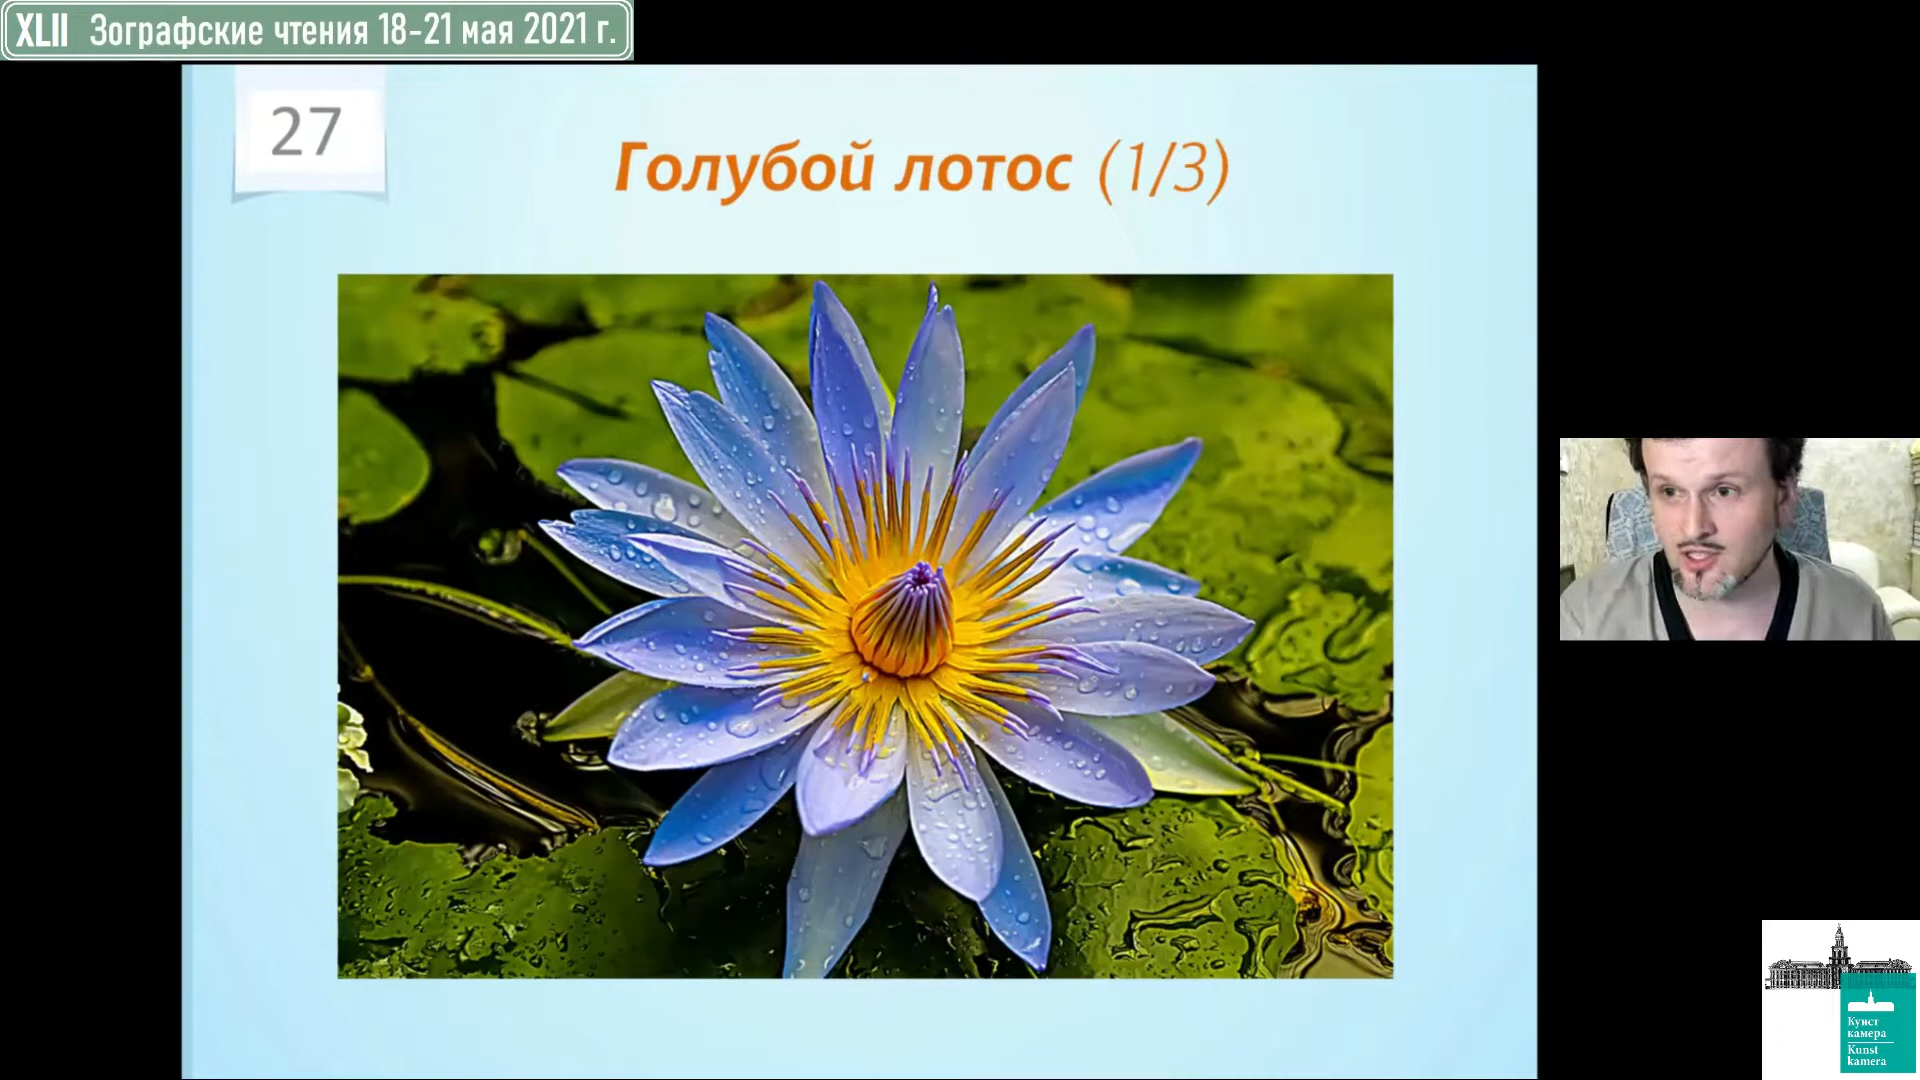 XLII Зографские чтения 18-21 мая 2021 г.
27
Голубой лотос (1/3)
Кунст
камера
Kunst
kamera